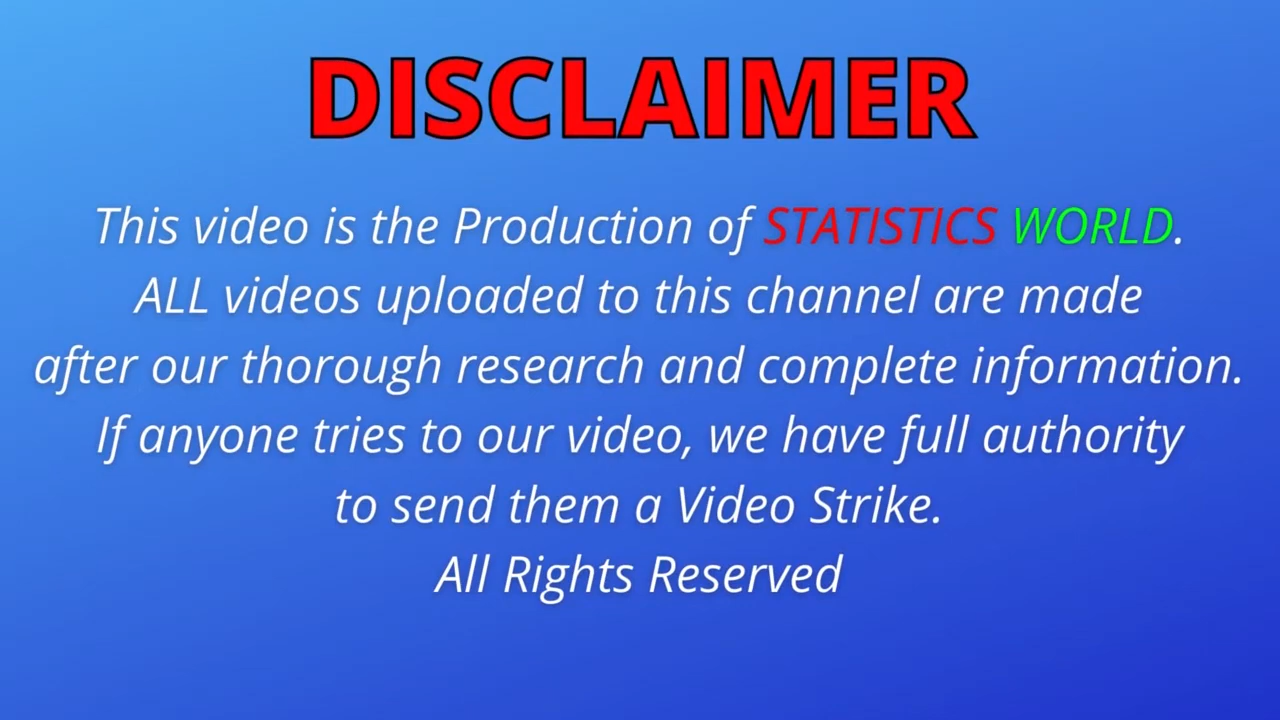 DISCLAIMER
This video is the Production of STATISTICS WORLD.
ALL videos uploaded to this channel are made
after our thorough research and complete information.
If anyone tries to our video, we have full authority
to send them a Video Strike.
All Rights Reserved